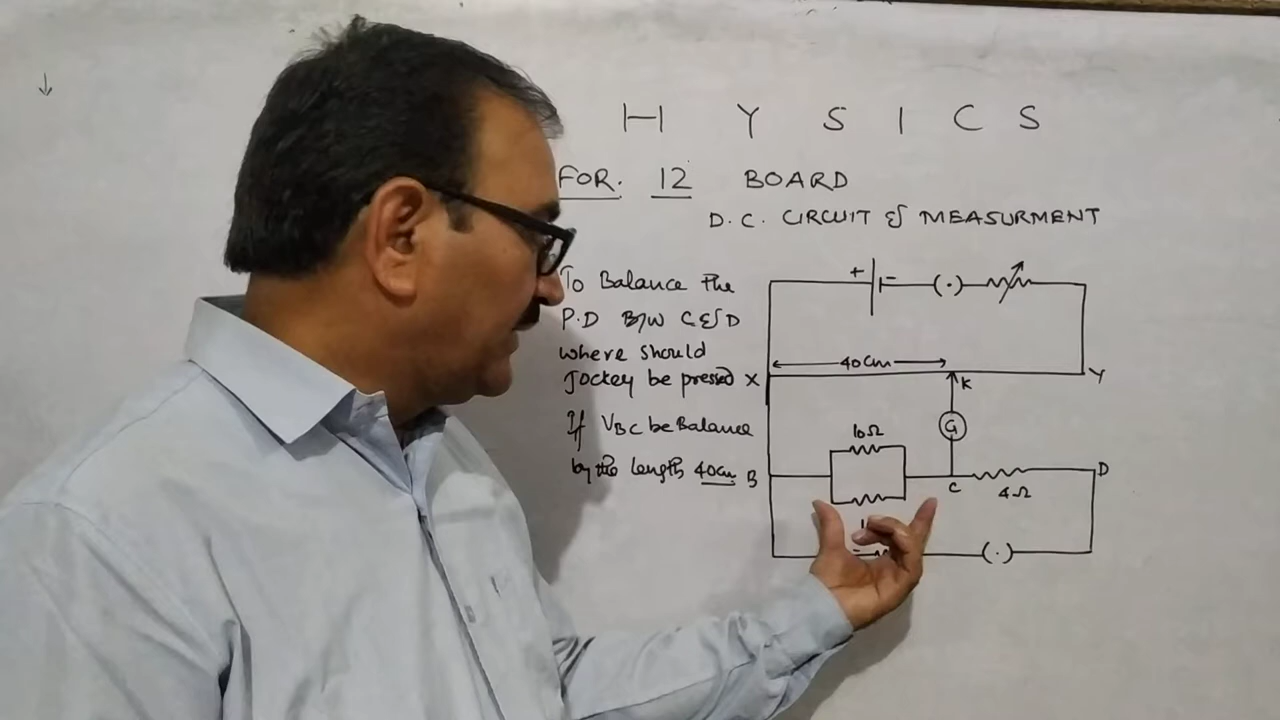 H Y S I C S
FOR. 12 BOARD
D.C. CIRCUIT & MEASURMENT
To Balance the
P.D B/W C & D
where should
Jockey be pressed
If VBC be Balance
by the length 40cm
+ -
40cm
X Y
K
G
10Ω
B C D
4Ω
-